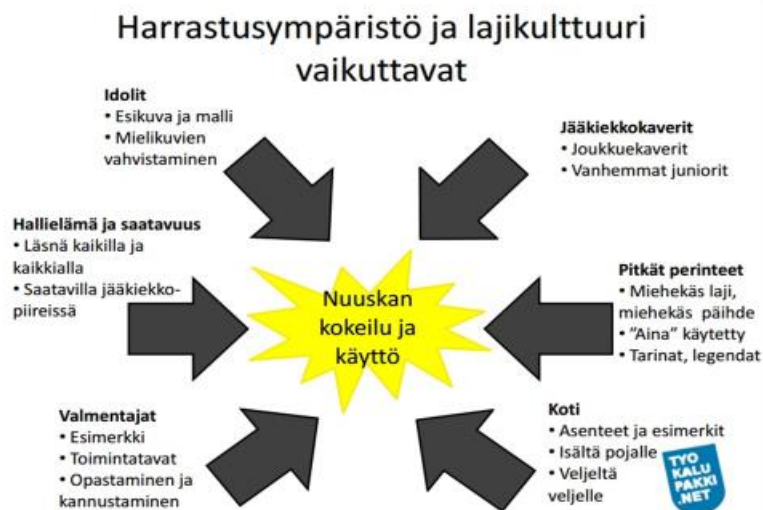 Harrastusympäristö ja lajikulttuuri
vaikuttavat
Idolit
• Esikuva ja malli
• Mielikuvien
vahvistaminen
Jääkiekkokaverit
• Joukkuekaverit
• Vanhemmat juniorit
Hallielämä ja saatavuus
• Läsnä kaikilla ja
kaikkialla
• Saatavilla jääkiekko-
piireissä
Nuuskan
kokeilu ja
käyttö
Pitkät perinteet
• Miehekäs laji,
miehekäs päihde
• "Aina" käytetty
• Tarinat, legendat
Valmentajat
• Esimerkki
• Toimintatavat
• Opastaminen ja
kannustaminen
Koti
• Asenteet ja esimerkit
• Isältä pojalle
• Veljeltä
veljelle
TYO
KALU
PAKKI
.NET